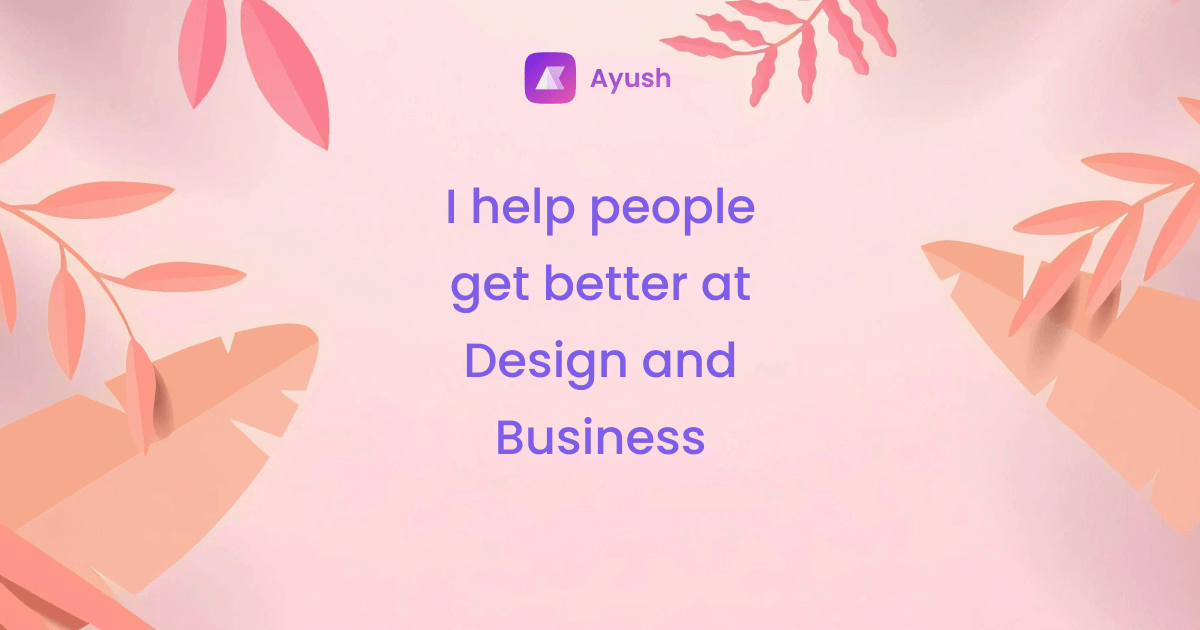 Ayush
I help people
get better at
Design and
Business